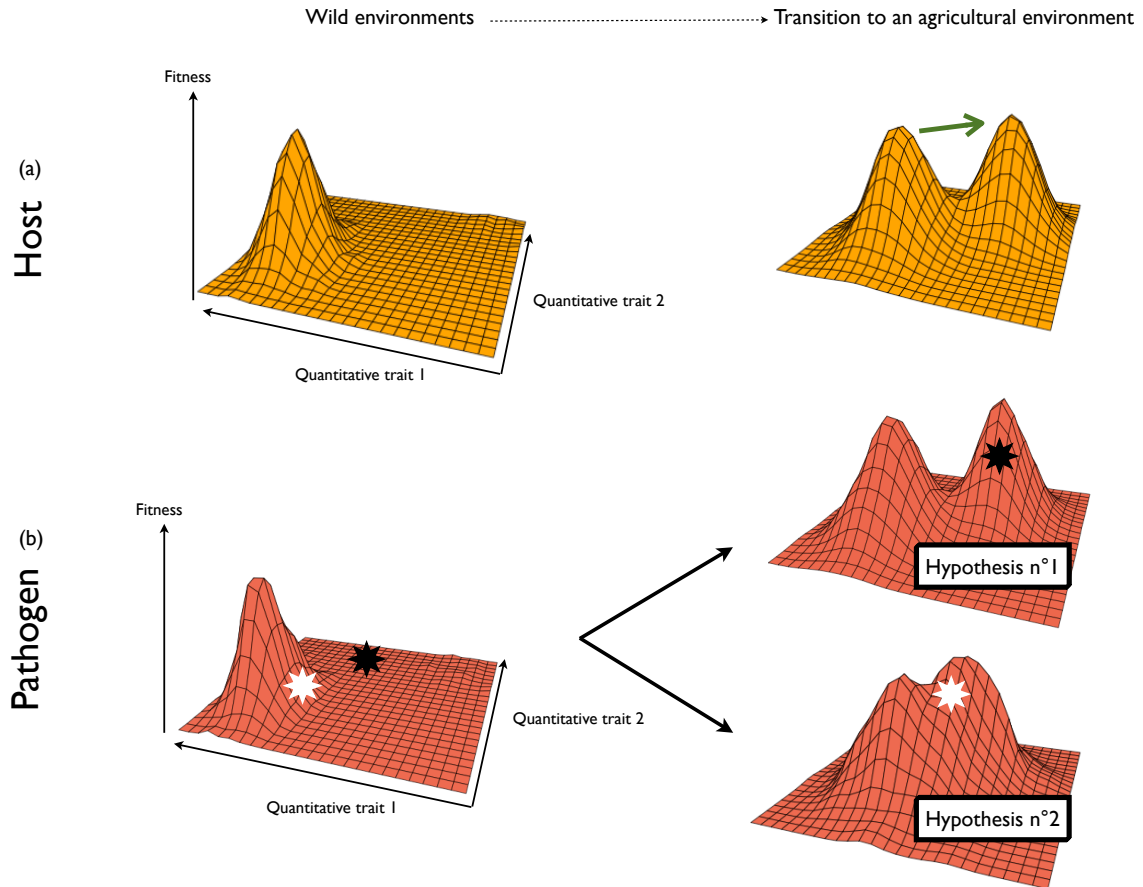 Wild environments
Transition to an agricultural environment
(a)
Host
Fitness
Quantitative trait 2
Quantitative trait 1
(b)
Pathogen
Fitness
Quantitative trait 2
Quantitative trait 1
Hypothesis n°1
Hypothesis n°2